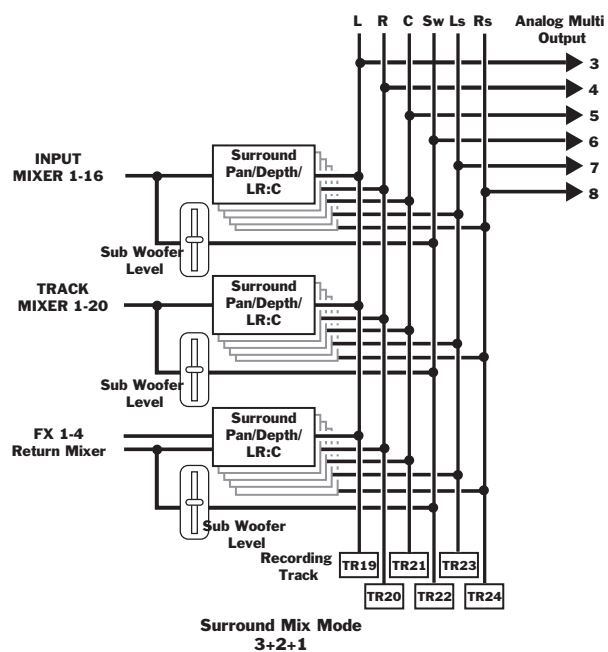 L R C Sw Ls Rs
Analog Multi
Output
3
4
5
6
7
8
INPUT
MIXER 1-16
Surround
Pan/Depth/
LR:C
Sub Woofer
Level
TRACK
MIXER 1-20
Surround
Pan/Depth/
LR:C
Sub Woofer
Level
FX 1-4
Return Mixer
Surround
Pan/Depth/
LR:C
Sub Woofer
Level
Recording
Track
TR19 TR21 TR23
TR20 TR22 TR24
Surround Mix Mode
3+2+1